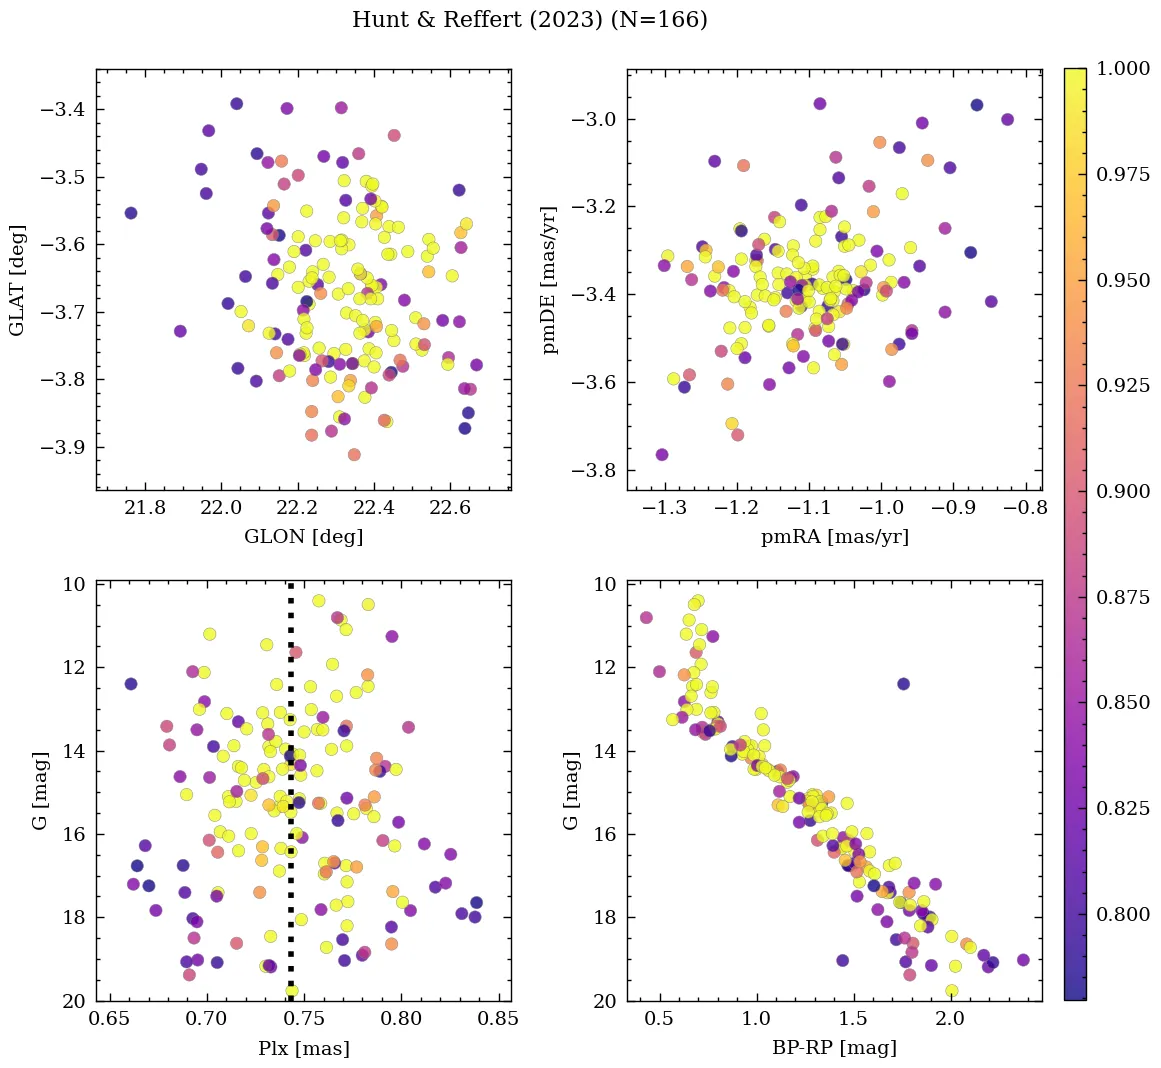 Hunt & Reffert (2023) (N=166)
−3.4
−3.5
−3.6
−3.7
−3.8
−3.9
GLAT [deg]
21.8 22.0 22.2 22.4 22.6
GLON [deg]
−3.0
−3.2
−3.4
−3.6
−3.8
pmDE [mas/yr]
−1.3 −1.2 −1.1 −1.0 −0.9 −0.8
pmRA [mas/yr]
10
12
14
16
18
20
G [mag]
0.65 0.70 0.75 0.80 0.85
Plx [mas]
10
12
14
16
18
20
G [mag]
0.5 1.0 1.5 2.0
BP-RP [mag]
1.000
0.975
0.950
0.925
0.900
0.875
0.850
0.825
0.800